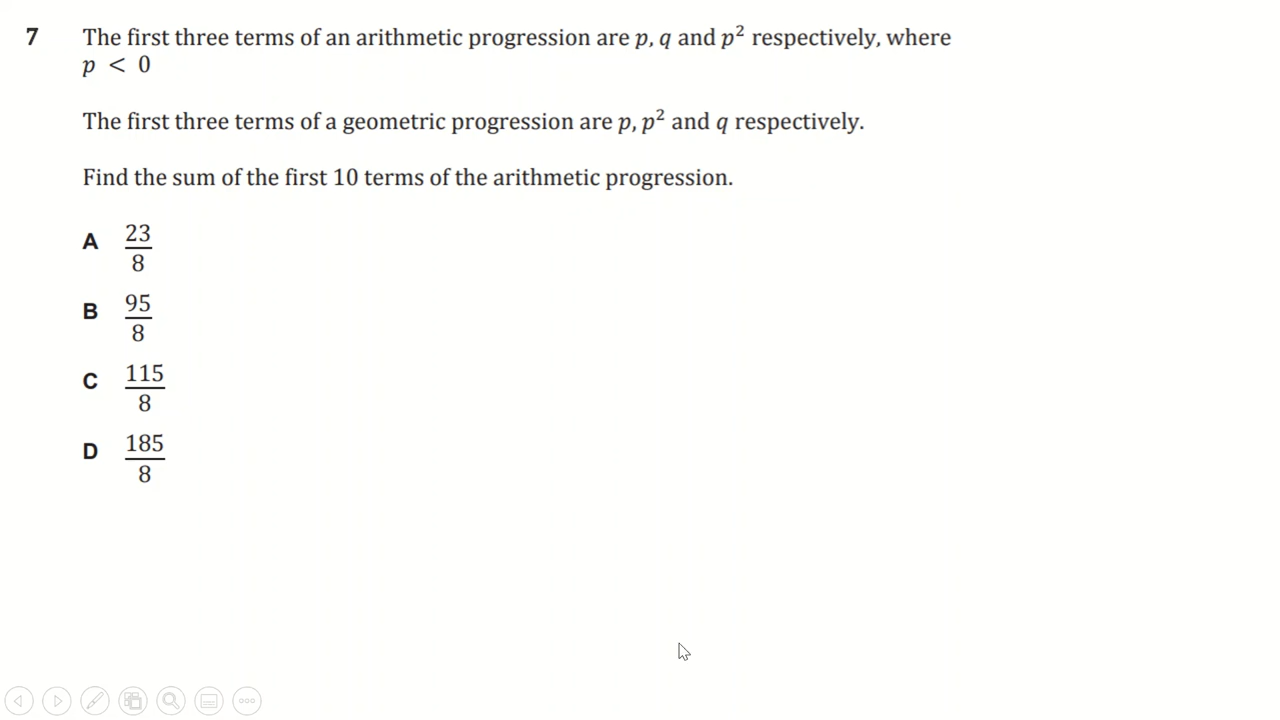 7 The first three terms of an arithmetic progression are p, q and p² respectively, where
p < 0
The first three terms of a geometric progression are p, p² and q respectively.
Find the sum of the first 10 terms of the arithmetic progression.
A 23/8
B 95/8
C 115/8
D 185/8